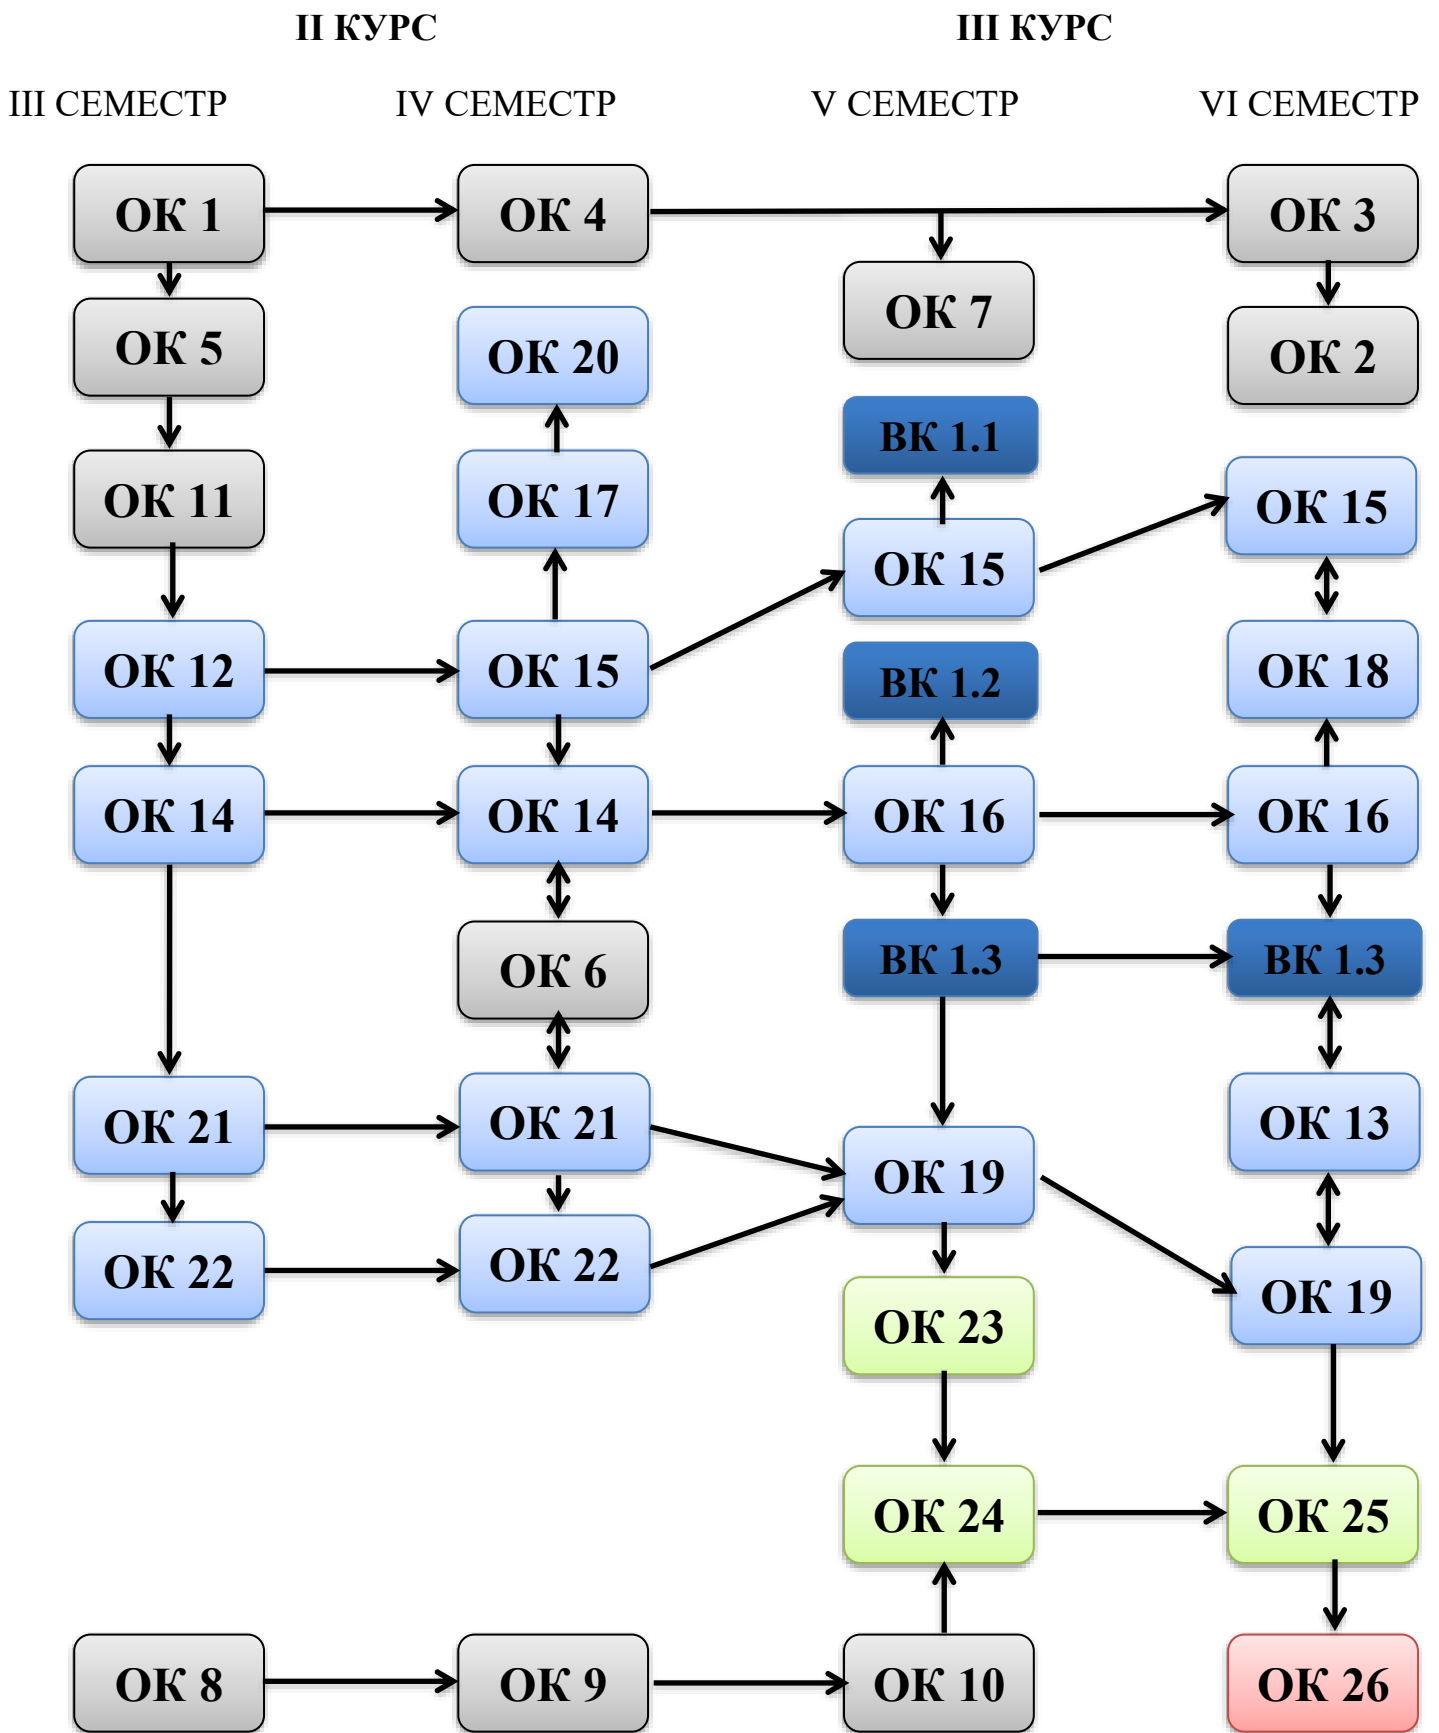 II КУРС
III КУРС
III СЕМЕСТР
IV СЕМЕСТР
V СЕМЕСТР
VI СЕМЕСТР
ОК 1
ОК 4
ОК 3
ОК 7
ОК 5
ОК 20
ОК 2
ВК 1.1
ОК 11
ОК 17
ОК 15
ОК 15
ОК 12
ОК 15
ВК 1.2
ОК 18
ОК 14
ОК 14
ОК 16
ОК 16
ОК 6
ВК 1.3
ВК 1.3
ОК 21
ОК 21
ОК 13
ОК 19
ОК 22
ОК 22
ОК 19
ОК 23
ОК 24
ОК 25
ОК 8
ОК 9
ОК 10
ОК 26